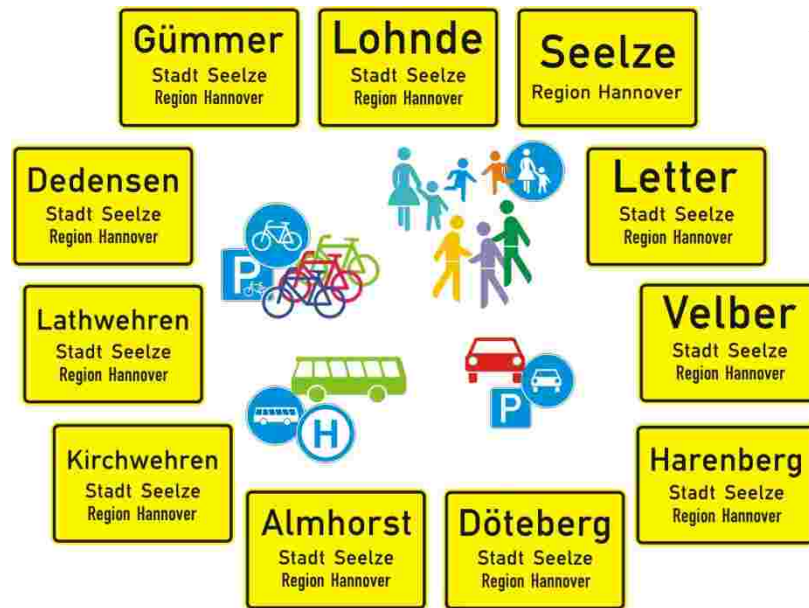 Gümmer
Stadt Seelze
Region Hannover
Lohnde
Stadt Seelze
Region Hannover
Seelze
Region Hannover
Dedensen
Stadt Seelze
Region Hannover
Letter
Stadt Seelze
Region Hannover
P
Lathwehren
Stadt Seelze
Region Hannover
Velber
Stadt Seelze
Region Hannover
P
H
Kirchwehren
Stadt Seelze
Region Hannover
Harenberg
Stadt Seelze
Region Hannover
Almhorst
Stadt Seelze
Region Hannover
Döteberg
Stadt Seelze
Region Hannover